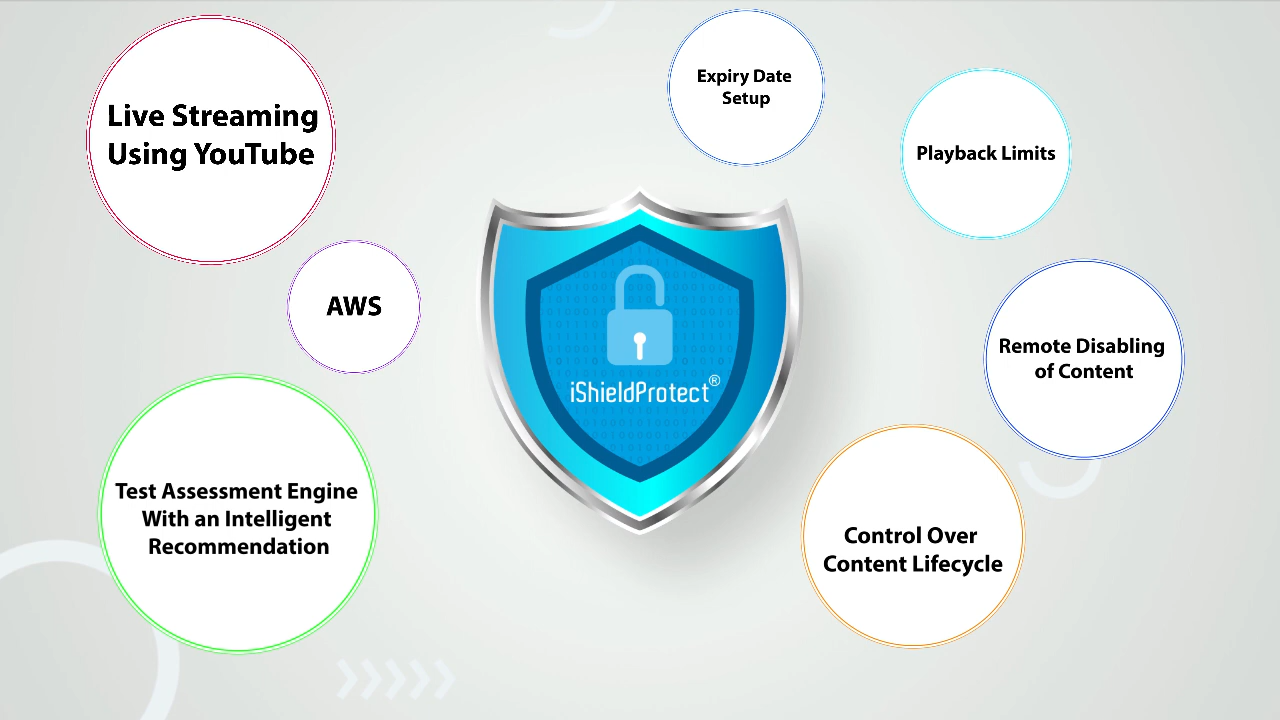 Live Streaming
Using YouTube
AWS
Test Assessment Engine
With an Intelligent
Recommendation
iShieldProtect®
Expiry Date
Setup
Playback Limits
Remote Disabling
of Content
Control Over
Content Lifecycle